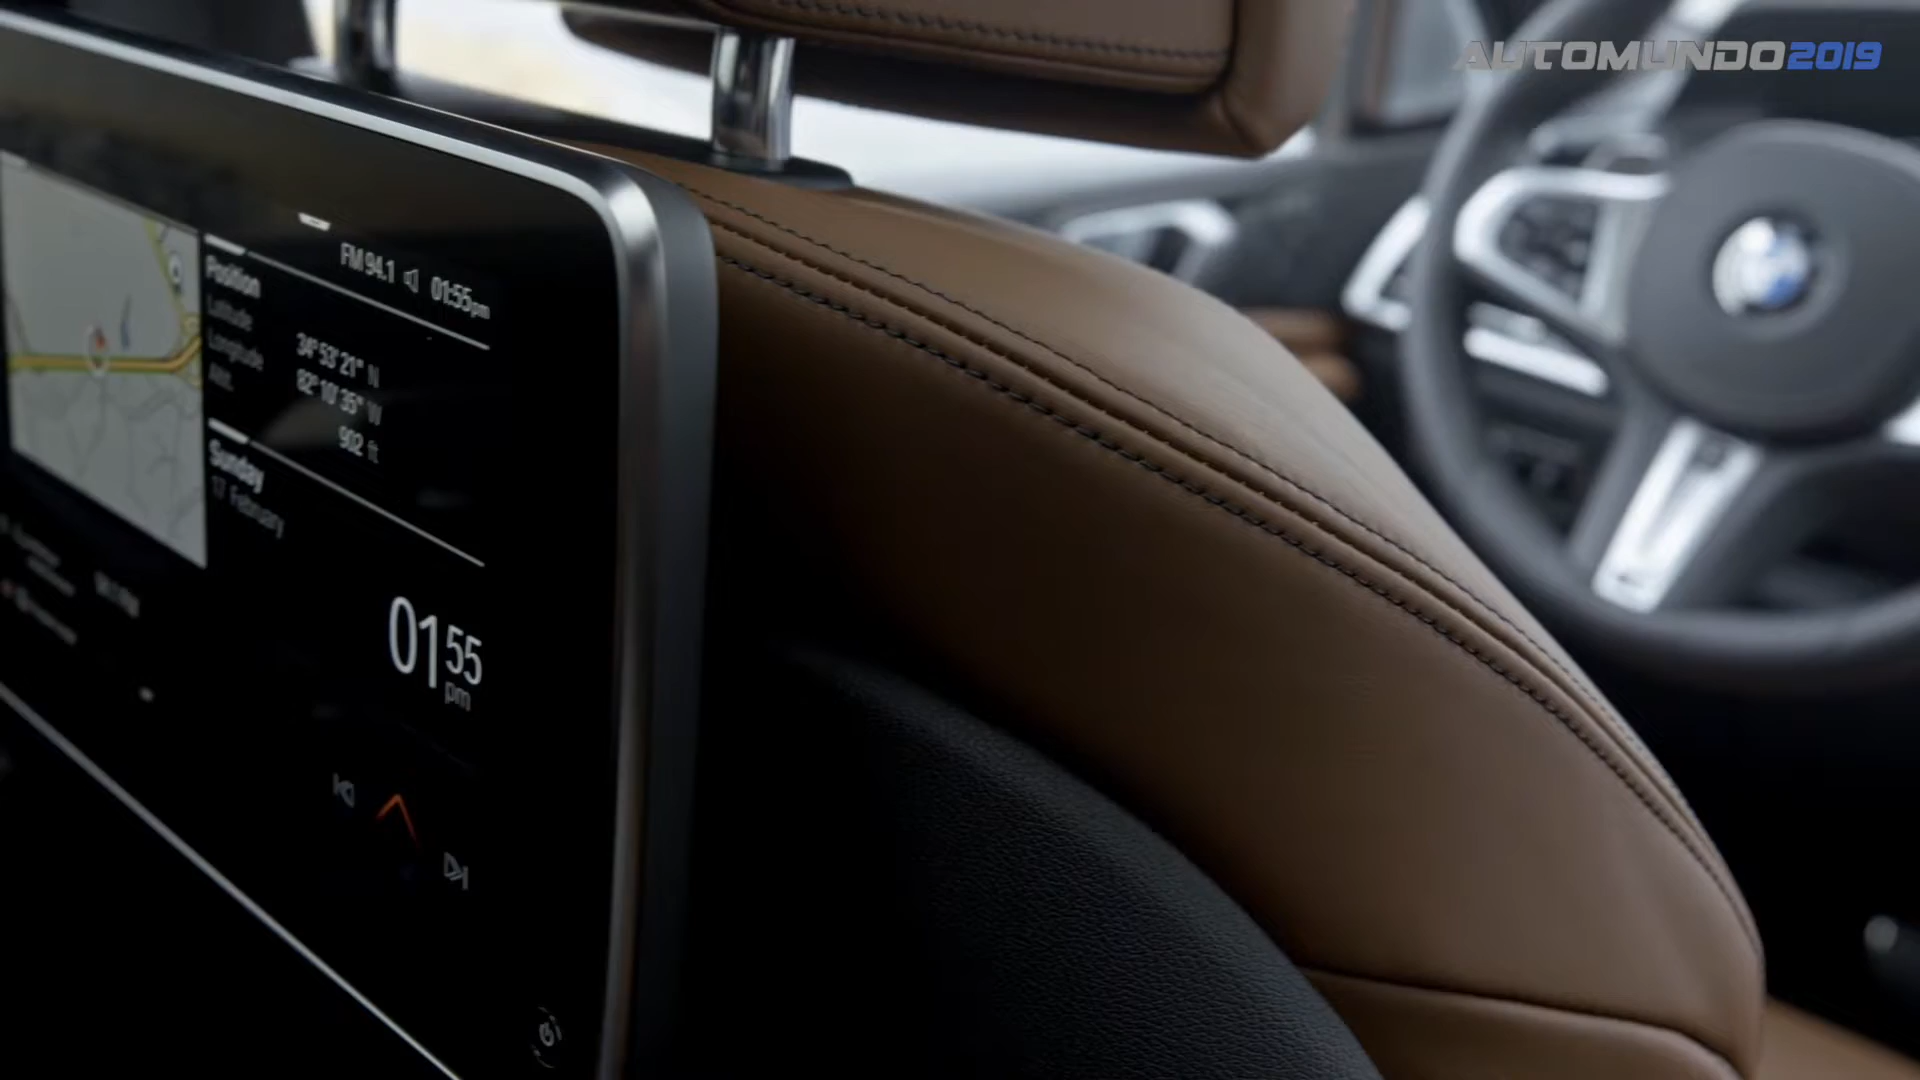 AUTOMUNDO2019
FM 94.1 01:55pm
Position
Latitude 34° 53' 21" N
Longitude 82° 10' 35" W
Alt. 902 ft
Sunday
17 February
01 55 pm